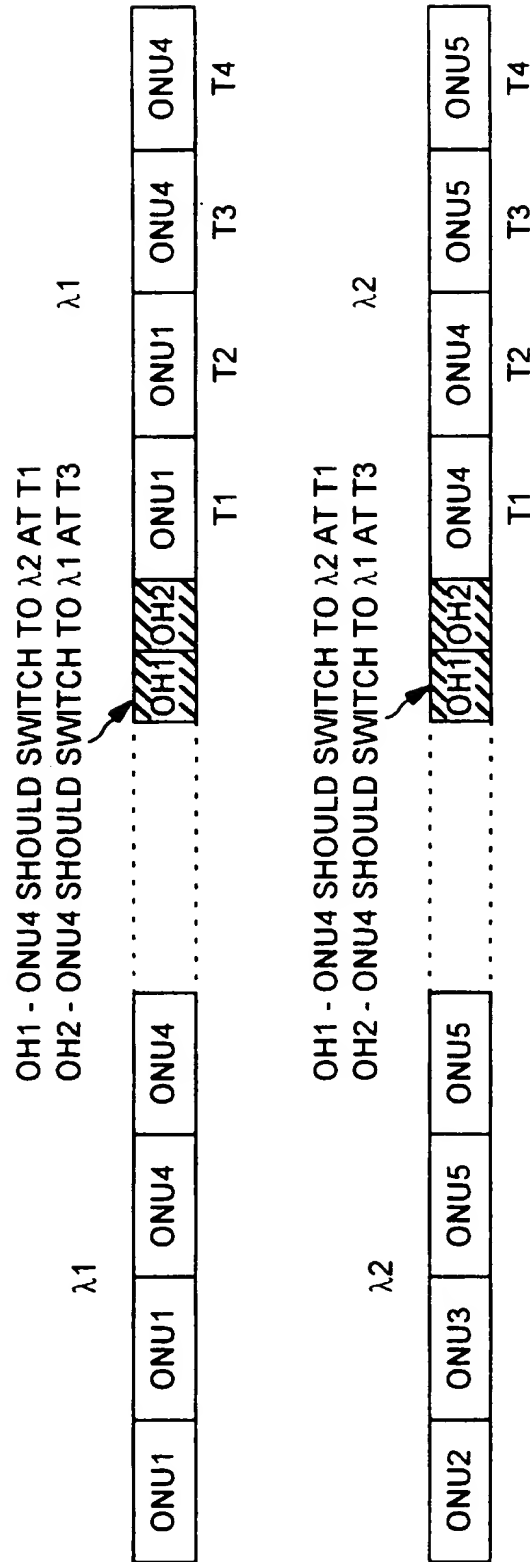 λ1
OH1 - ONU4 SHOULD SWITCH TO λ2 AT T1
OH2 - ONU4 SHOULD SWITCH TO λ1 AT T3
λ1
ONU1 ONU1 ONU4 ONU4 OH1 OH2 ONU1 ONU1 ONU4 ONU4
T1 T2 T3 T4
λ2
OH1 - ONU4 SHOULD SWITCH TO λ2 AT T1
OH2 - ONU4 SHOULD SWITCH TO λ1 AT T3
λ2
ONU2 ONU3 ONU5 ONU5 OH1 OH2 ONU4 ONU4 ONU5 ONU5
T1 T2 T3 T4